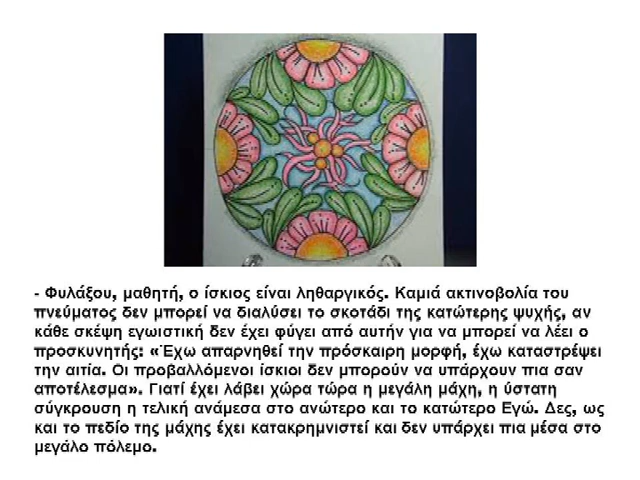 - Φυλάξου, μαθητή, ο ίσκιος είναι ληθαργικός. Καμιά ακτινοβολία του
πνεύματος δεν μπορεί να διαλύσει το σκοτάδι της κατώτερης ψυχής, αν
κάθε σκέψη εγωιστική δεν έχει φύγει από αυτήν για να μπορεί να λέει ο
προσκυνητής: «Έχω απαρνηθεί την πρόσκαιρη μορφή, έχω καταστρέψει
την αιτία. Οι προβαλλόμενοι ίσκιοι δεν μπορούν να υπάρχουν πια σαν
αποτέλεσμα». Γιατί έχει λάβει χώρα τώρα η μεγάλη μάχη, η ύστατη
σύγκρουση η τελική ανάμεσα στο ανώτερο και το κατώτερο Εγώ. Δες, ως
και το πεδίο της μάχης έχει κατακρημνιστεί και δεν υπάρχει πια μέσα στο
μεγάλο πόλεμο.